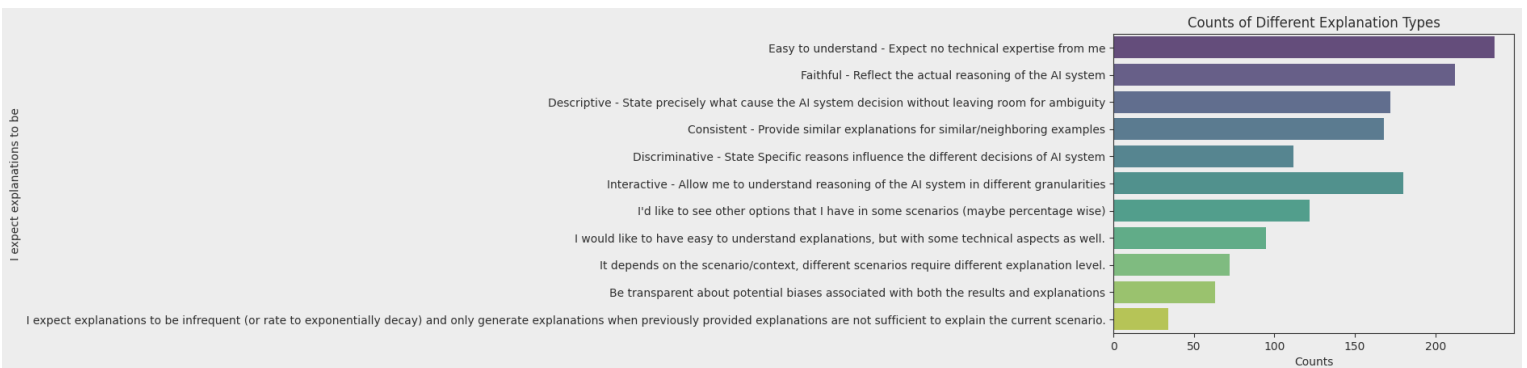 Counts of Different Explanation Types
I expect explanations to be
Easy to understand - Expect no technical expertise from me
Faithful - Reflect the actual reasoning of the AI system
Descriptive - State precisely what cause the AI system decision without leaving room for ambiguity
Consistent - Provide similar explanations for similar/neighboring examples
Discriminative - State Specific reasons influence the different decisions of AI system
Interactive - Allow me to understand reasoning of the AI system in different granularities
I'd like to see other options that I have in some scenarios (maybe percentage wise)
I would like to have easy to understand explanations, but with some technical aspects as well.
It depends on the scenario/context, different scenarios require different explanation level.
Be transparent about potential biases associated with both the results and explanations
I expect explanations to be infrequent (or rate to exponentially decay) and only generate explanations when previously provided explanations are not sufficient to explain the current scenario.
0 50 100 150 200
Counts